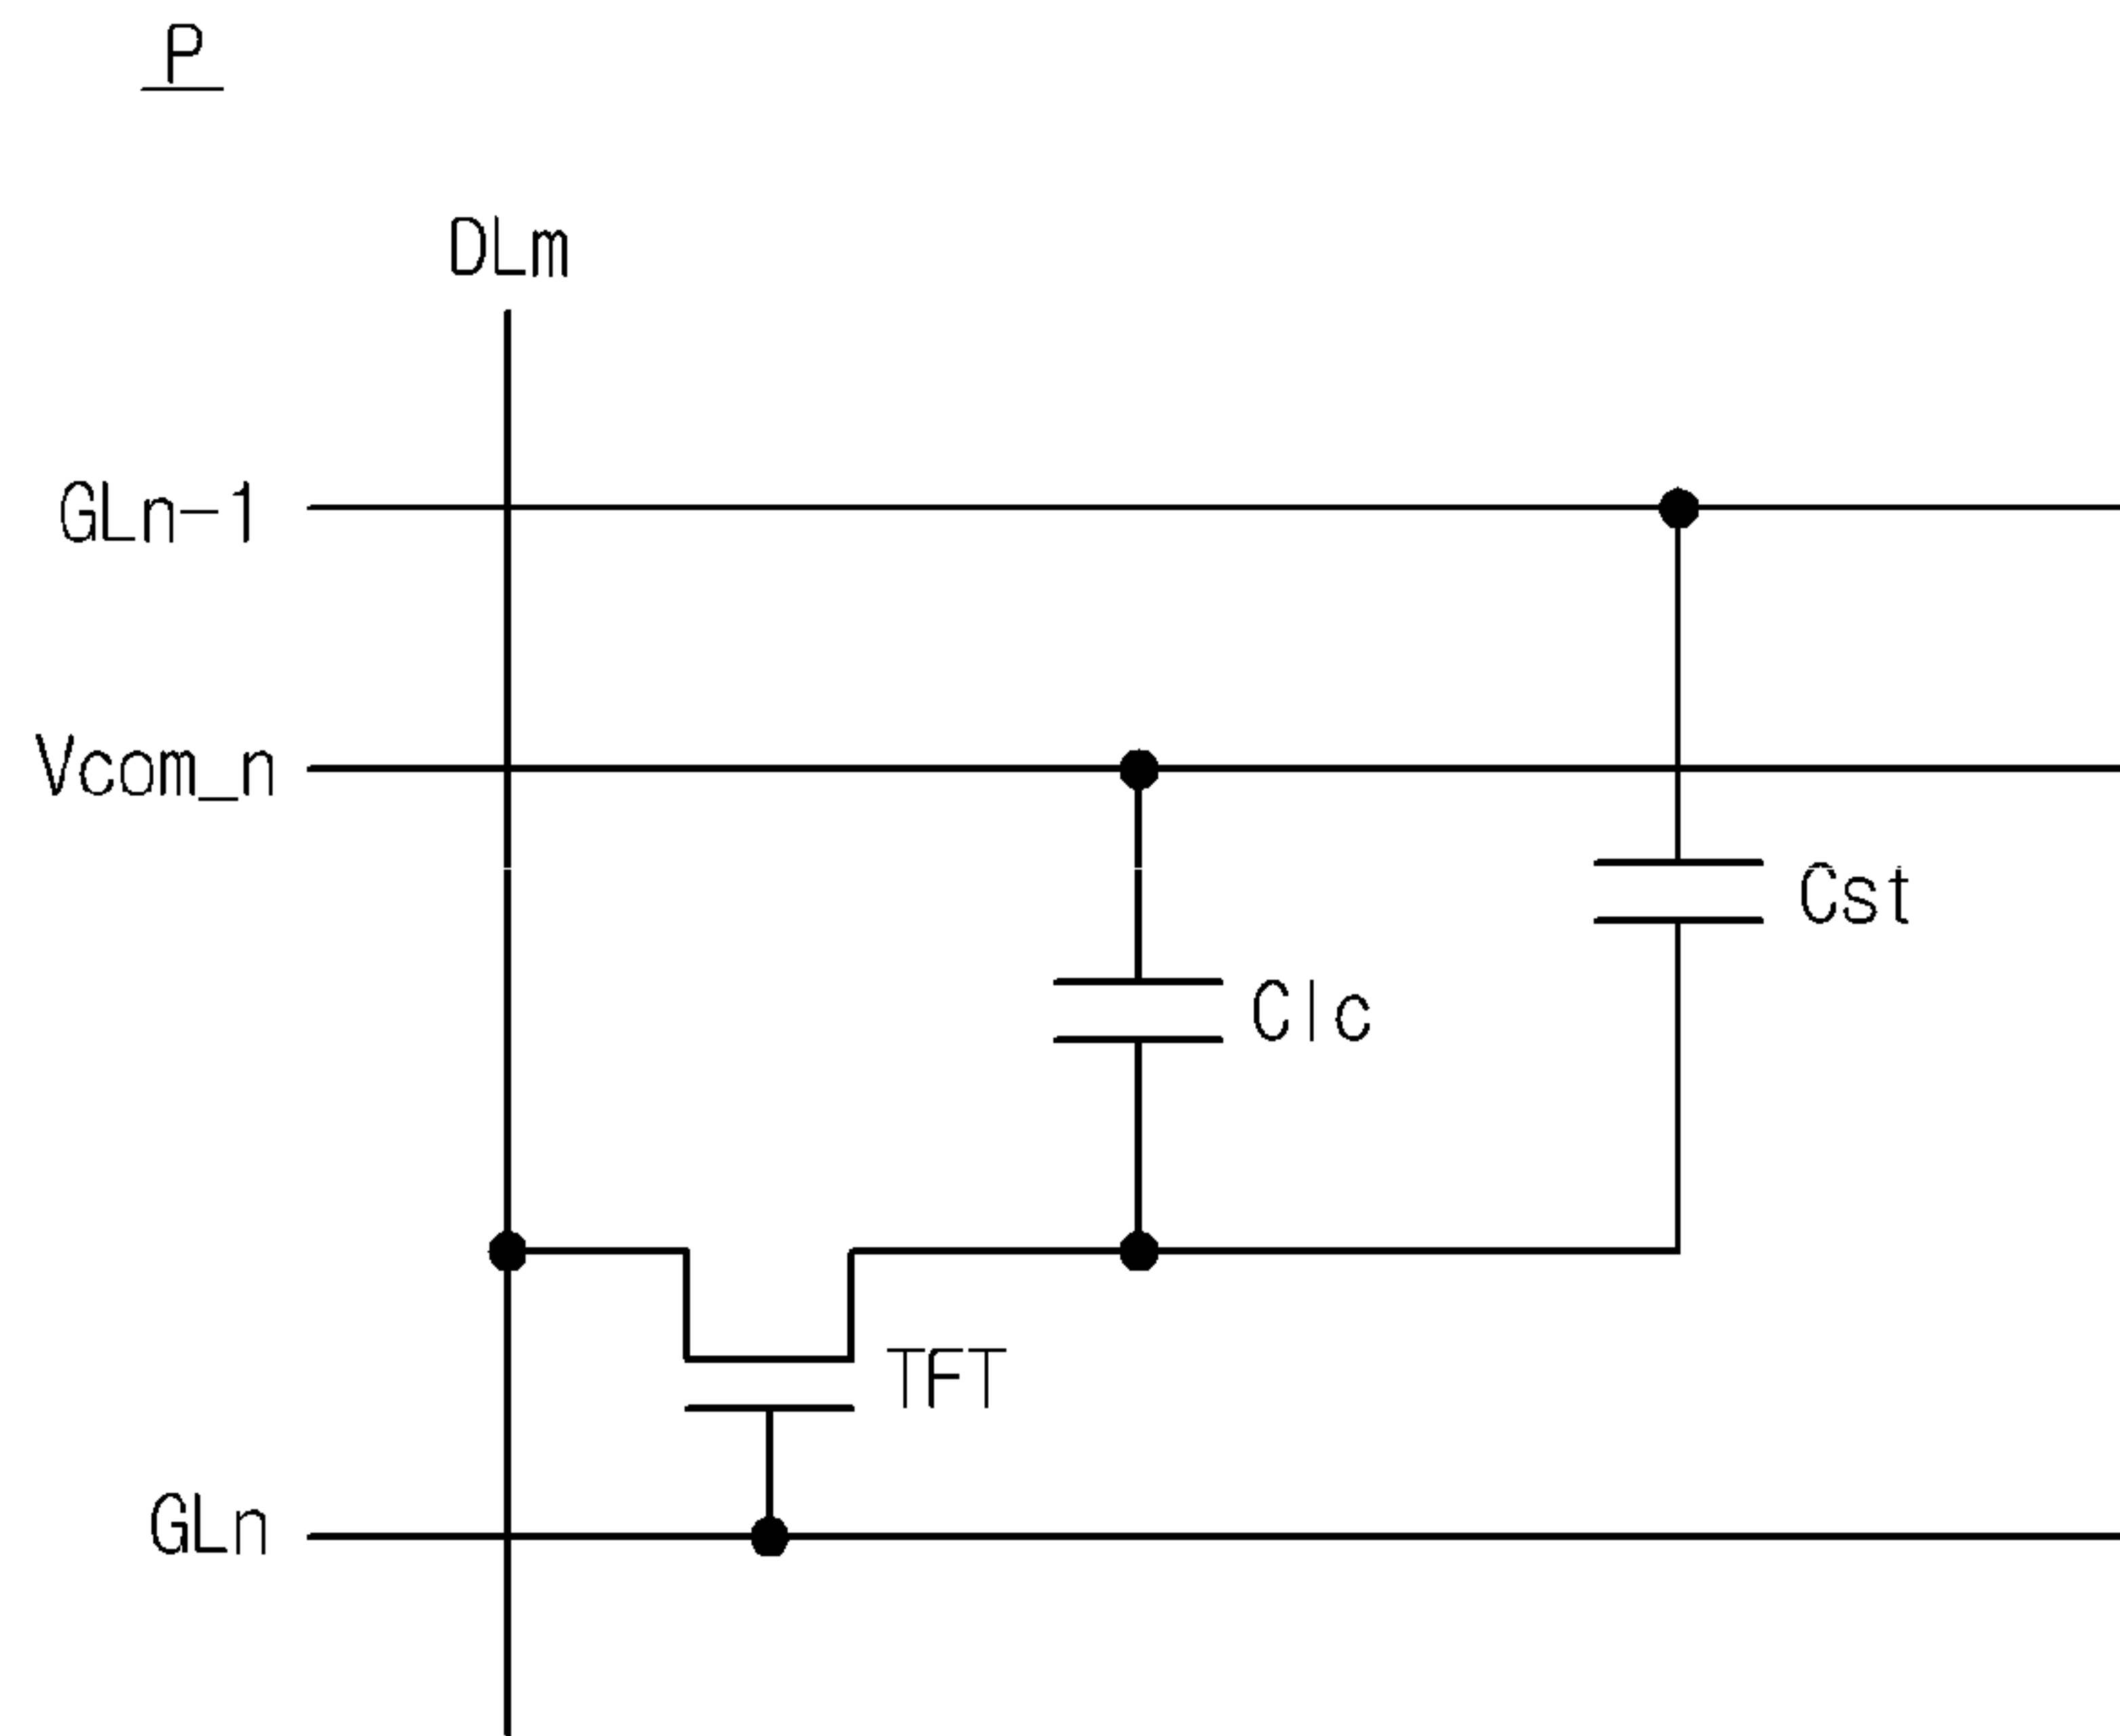 P
DLm
GLn-1
Vcom_n
Cst
Clc
TFT
GLn